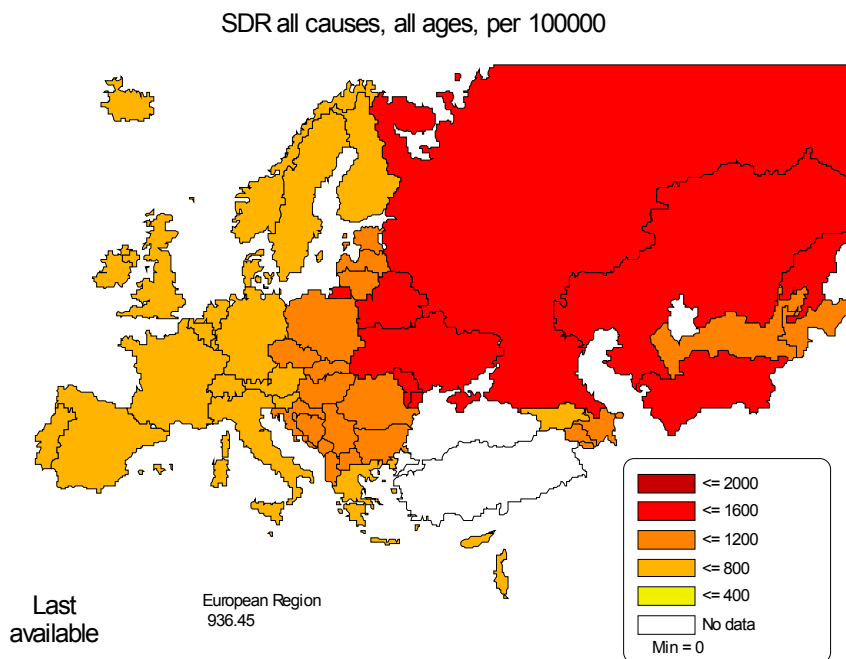 SDR all causes, all ages, per 100000
<= 2000
<= 1600
<= 1200
<= 800
<= 400
No data
Min = 0
Last
available
European Region
936.45